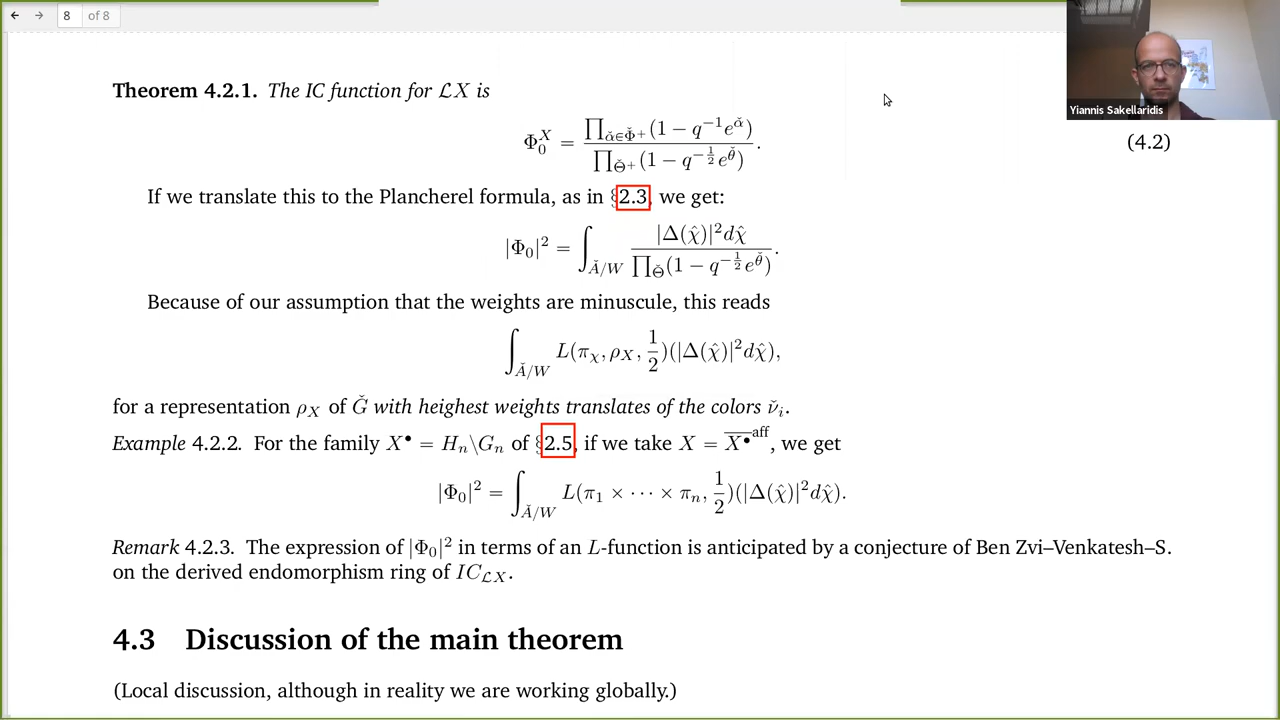 8 of 8
Yiannis Sakellaridis
Theorem 4.2.1. The IC function for ℒX is
Φ₀^X = ∏_{α̌∈Φ̌⁺}(1 − q⁻¹e^{α̌}) / ∏_{Θ̌⁺}(1 − q^{−1/2}e^{θ̌}). (4.2)
If we translate this to the Plancherel formula, as in §2.3, we get:
|Φ₀|² = ∫_{Ǎ/W} |Δ(χ̂)|²dχ̂ / ∏_{Θ̌}(1 − q^{−1/2}e^{θ̌}).
Because of our assumption that the weights are minuscule, this reads
∫_{Ǎ/W} L(π_χ, ρ_X, 1/2)(|Δ(χ̂)|²dχ̂),
for a representation ρ_X of Ǧ with heighest weights translates of the colors ν̌ᵢ.
Example 4.2.2. For the family X^• = H_n\G_n of §2.5, if we take X = \overline{X^•}^{aff}, we get
|Φ₀|² = ∫_{Ǎ/W} L(π₁ × ··· × π_n, 1/2)(|Δ(χ̂)|²dχ̂).
Remark 4.2.3. The expression of |Φ₀|² in terms of an L-function is anticipated by a conjecture of Ben Zvi–Venkatesh–S.
on the derived endomorphism ring of IC_{ℒX}.
4.3 Discussion of the main theorem
(Local discussion, although in reality we are working globally.)